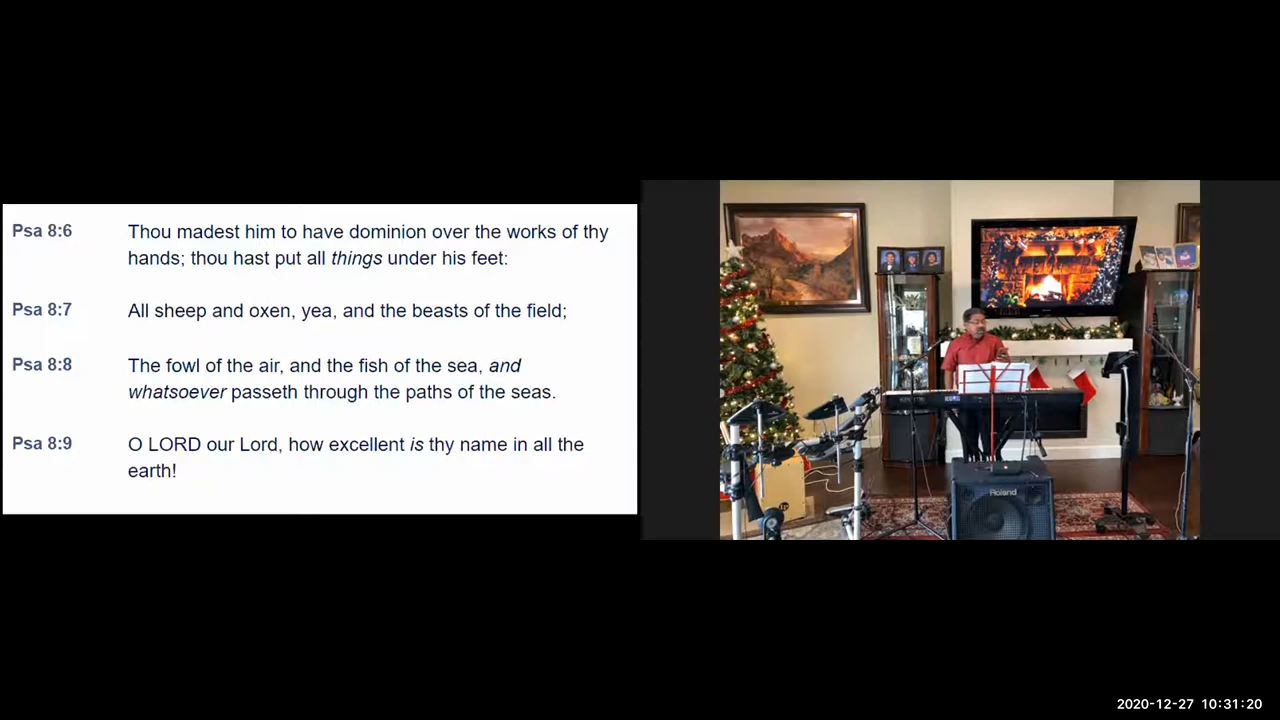 Psa 8:6 Thou madest him to have dominion over the works of thy
hands; thou hast put all things under his feet:
Psa 8:7 All sheep and oxen, yea, and the beasts of the field;
Psa 8:8 The fowl of the air, and the fish of the sea, and
whatsoever passeth through the paths of the seas.
Psa 8:9 O LORD our Lord, how excellent is thy name in all the
earth!
Roland
2020-12-27 10:31:20